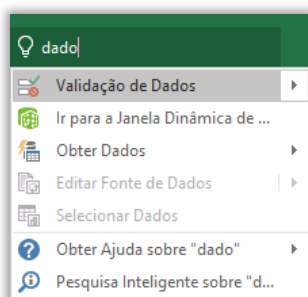 dado
Validação de Dados
Ir para a Janela Dinâmica de ...
Obter Dados
Editar Fonte de Dados
Selecionar Dados
Obter Ajuda sobre "dado"
Pesquisa Inteligente sobre "d...